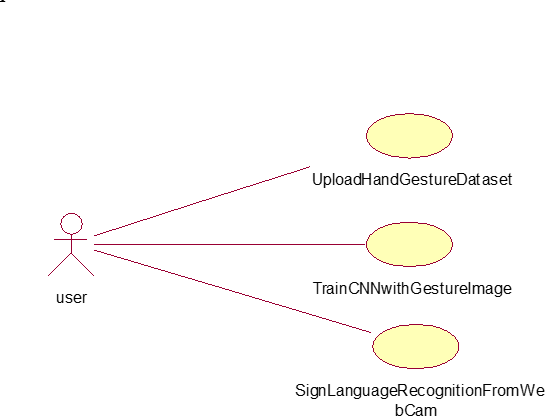 UploadHandGestureDataset
TrainCNNwithGestureImage
user
SignLanguageRecognitionFromWe
bCam